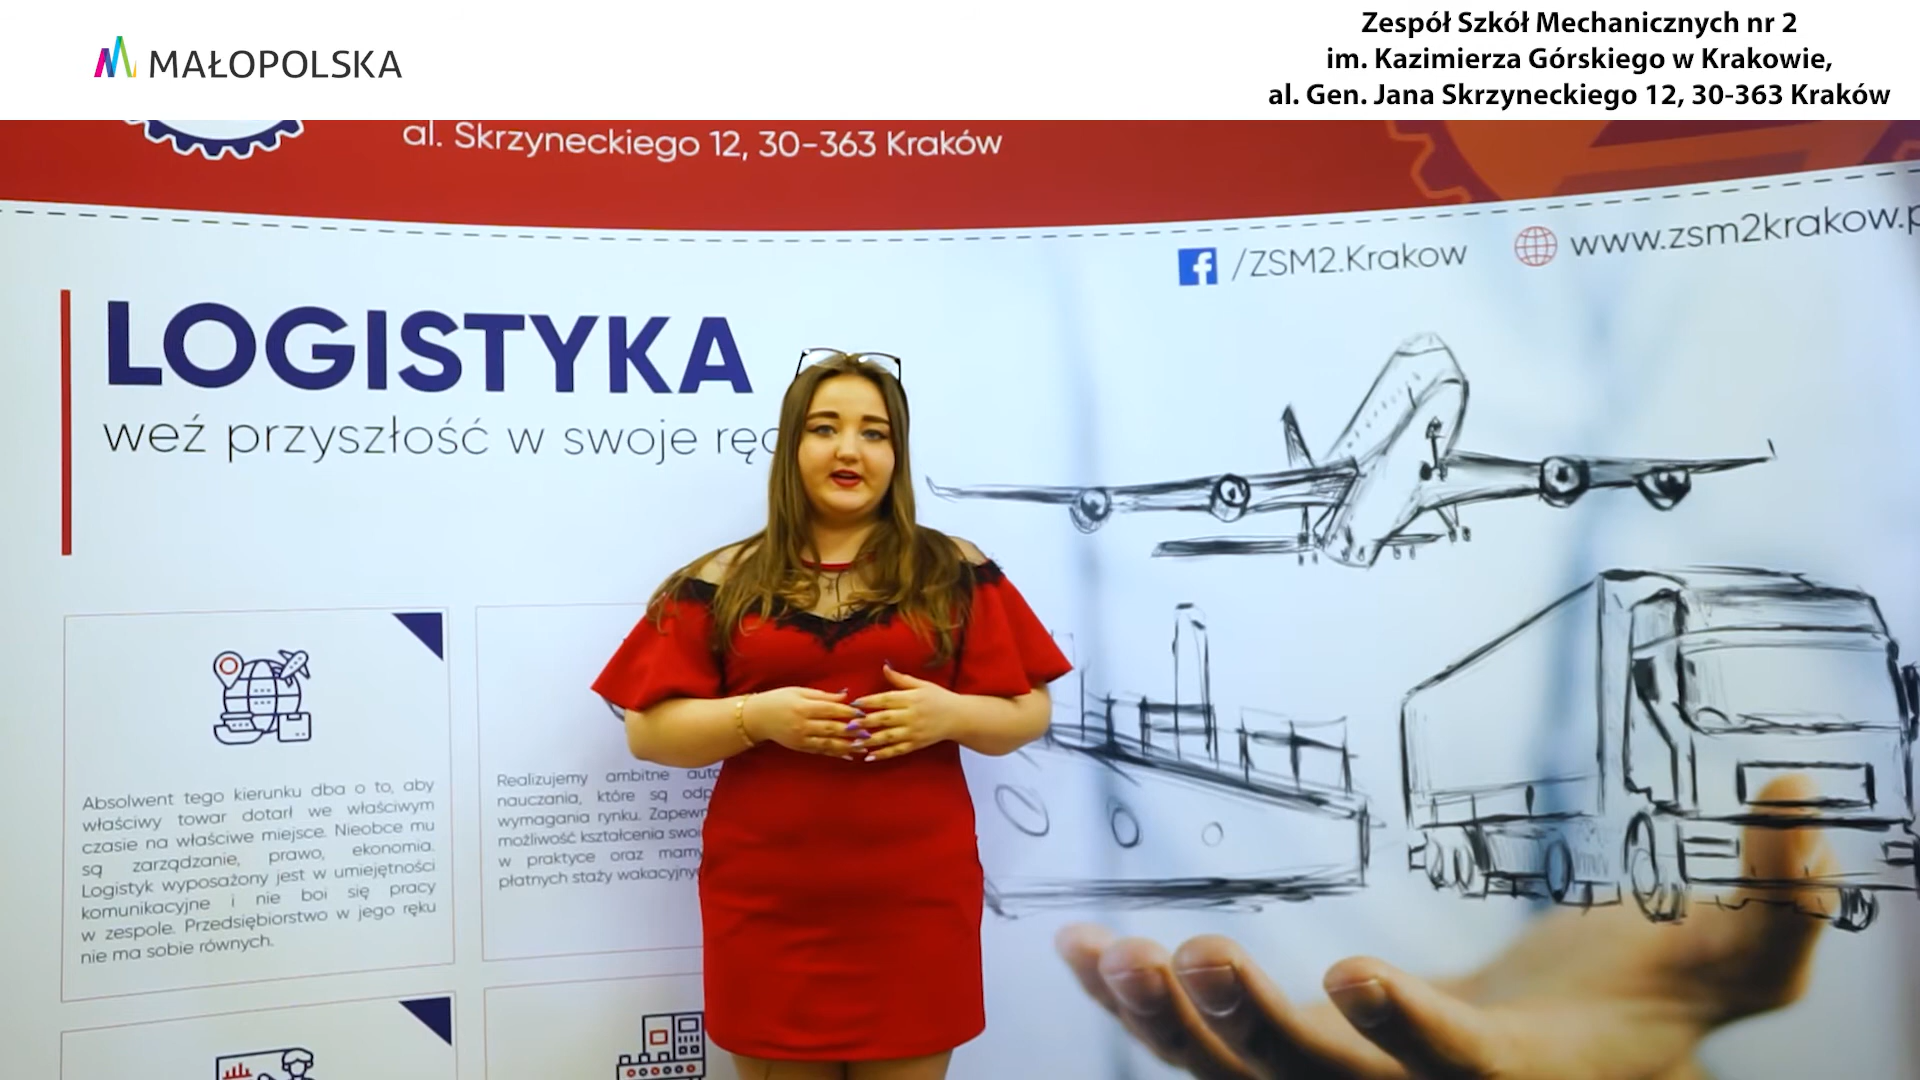 MAŁOPOLSKA
Zespół Szkół Mechanicznych nr 2
im. Kazimierza Górskiego w Krakowie,
al. Gen. Jana Skrzyneckiego 12, 30-363 Kraków
al. Skrzyneckiego 12, 30-363 Kraków
/ZSM2.Krakow
www.zsm2krakow.p
LOGISTYKA
weź przyszłość w swoje ręc
Absolwent tego kierunku dba o to, aby
właściwy towar dotarł we właściwym
czasie na właściwe miejsce. Nieobce mu
są zarządzanie, prawo, ekonomia.
Logistyk wyposażony jest w umiejętności
komunikacyjne i nie boi się pracy
w zespole. Przedsiębiorstwo w jego ręku
nie ma sobie równych.
Realizujemy ambitne auto
nauczania, które są odp
wymagania rynku. Zapewn
możliwość kształcenia swoi
w praktyce oraz mamy
płatnych staży wakacyjny